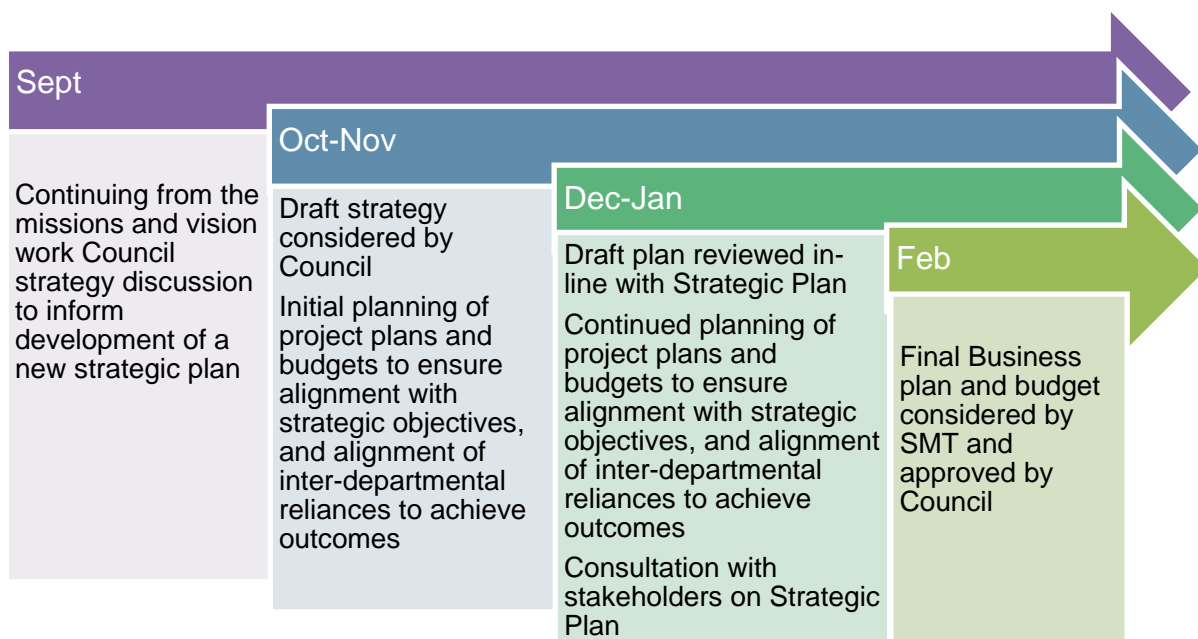 Sept
Continuing from the
missions and vision
work Council
strategy discussion
to inform
development of a
new strategic plan
Oct-Nov
Draft strategy
considered by
Council
Initial planning of
project plans and
budgets to ensure
alignment with
strategic objectives,
and alignment of
inter-departmental
reliances to achieve
outcomes
Dec-Jan
Draft plan reviewed in-
line with Strategic Plan
Continued planning of
project plans and
budgets to ensure
alignment with strategic
objectives, and alignment
of inter-departmental
reliances to achieve
outcomes
Consultation with
stakeholders on Strategic
Plan
Feb
Final Business
plan and budget
considered by
SMT and
approved by
Council